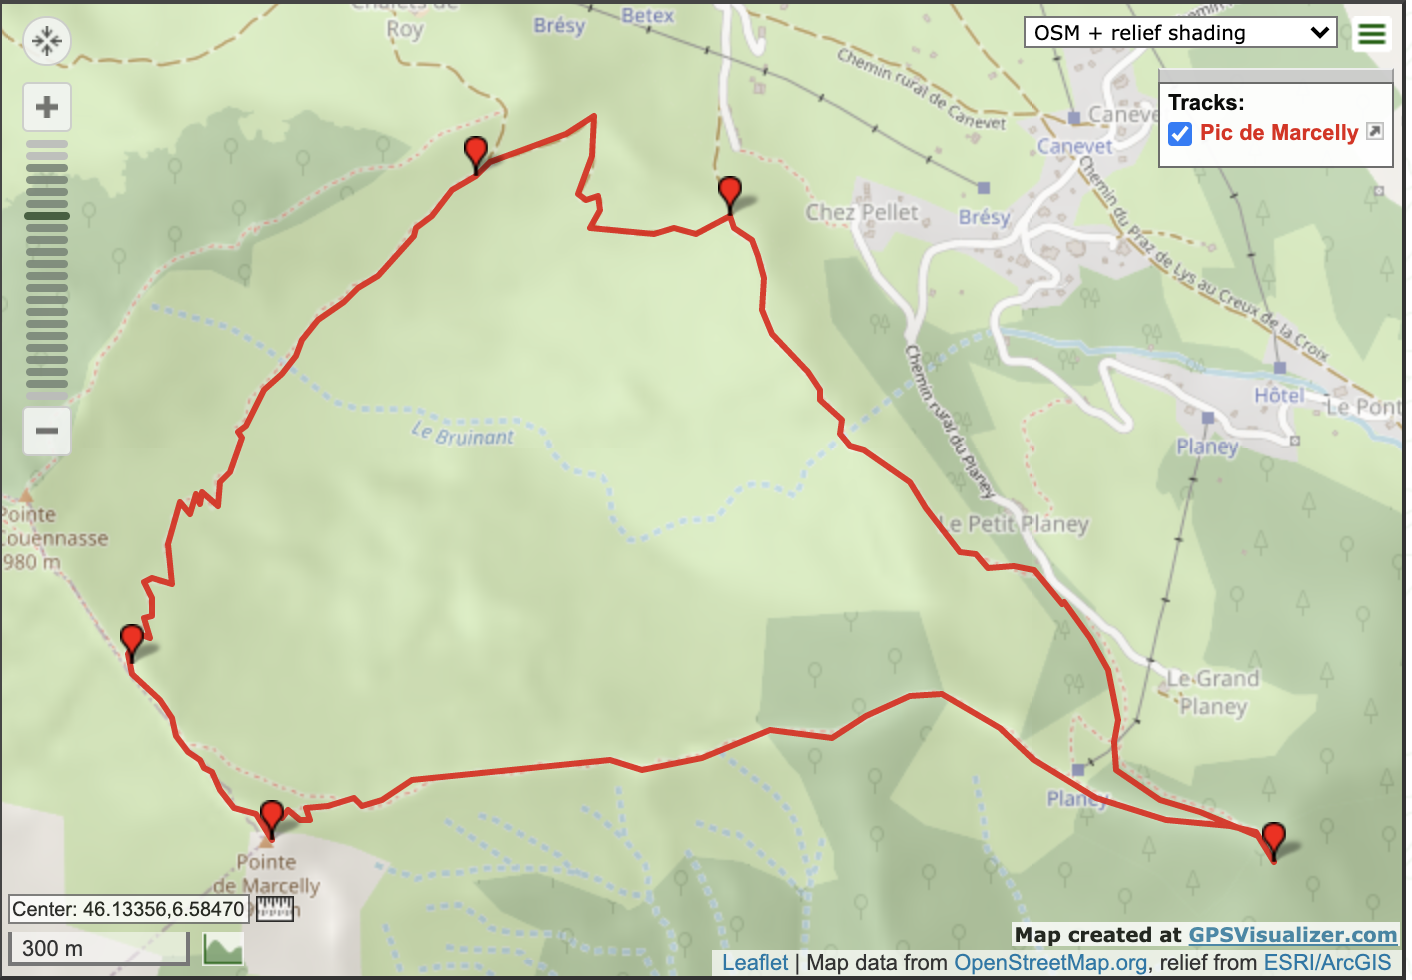 Chalets de
Roy
Brésy
Betex
OSM + relief shading
Tracks:
Pic de Marcelly
Chemin rural de Canevet
Canevet
Chez Pellet
Brésy
Chemin du Praz de Lys au Creux de la Croix
Le Bruinant
Chemin rural du Planey
Hôtel
Le Pont
Planey
Pointe
Couennasse
980 m
Le Petit Planey
Le Grand
Planey
Planey
Pointe
de Marcelly
Center: 46.13356,6.58470
300 m
Map created at GPSVisualizer.com
Leaflet | Map data from OpenStreetMap.org, relief from ESRI/ArcGIS